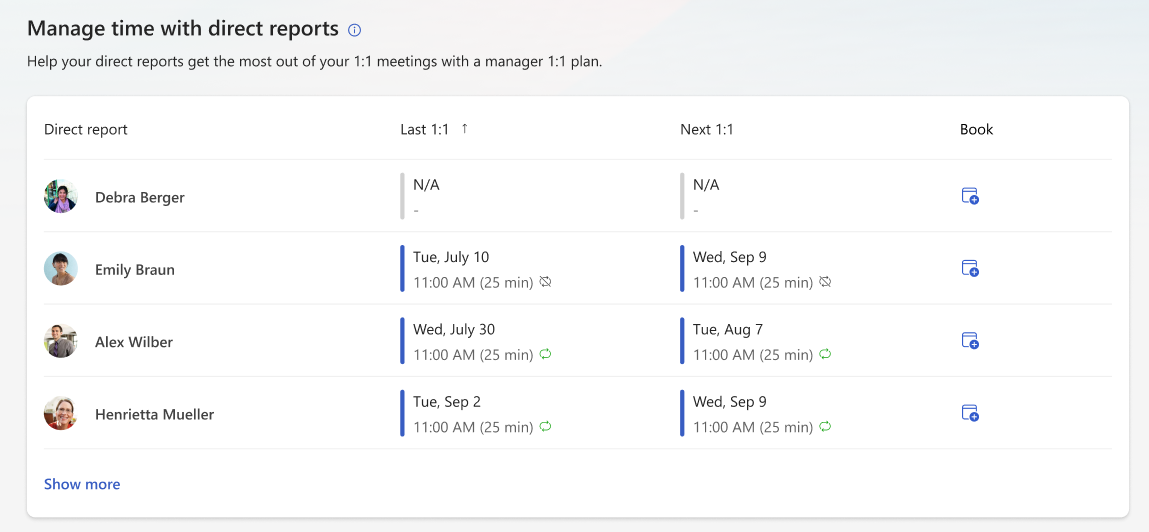 Manage time with direct reports
Help your direct reports get the most out of your 1:1 meetings with a manager 1:1 plan.
Direct report Last 1:1 ↑ Next 1:1 Book
Debra Berger
N/A
-
N/A
-
Emily Braun
Tue, July 10
11:00 AM (25 min)
Wed, Sep 9
11:00 AM (25 min)
Alex Wilber
Wed, July 30
11:00 AM (25 min)
Tue, Aug 7
11:00 AM (25 min)
Henrietta Mueller
Tue, Sep 2
11:00 AM (25 min)
Wed, Sep 9
11:00 AM (25 min)
Show more